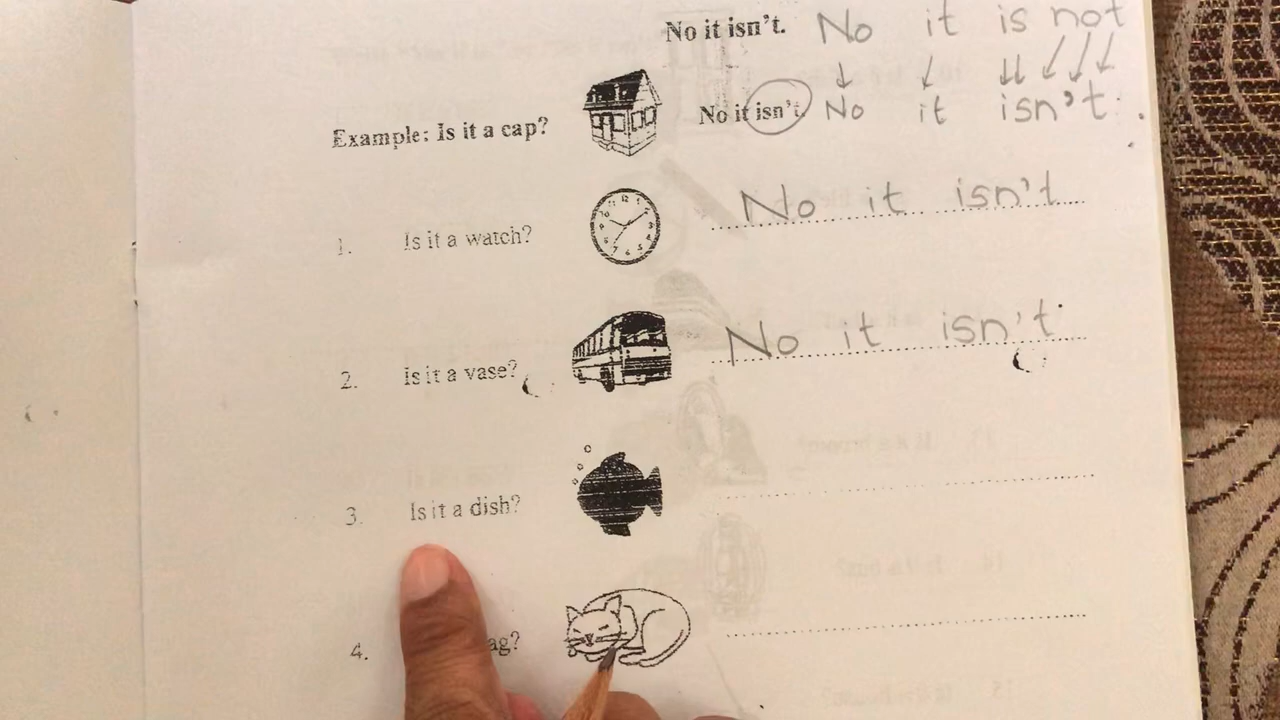 No it isn't. No it is not
Example: Is it a cap? No it isn't. No it isn't.
1. Is it a watch? No it isn't
2. Is it a vase? No it isn't
3. Is it a dish?
4. ag?